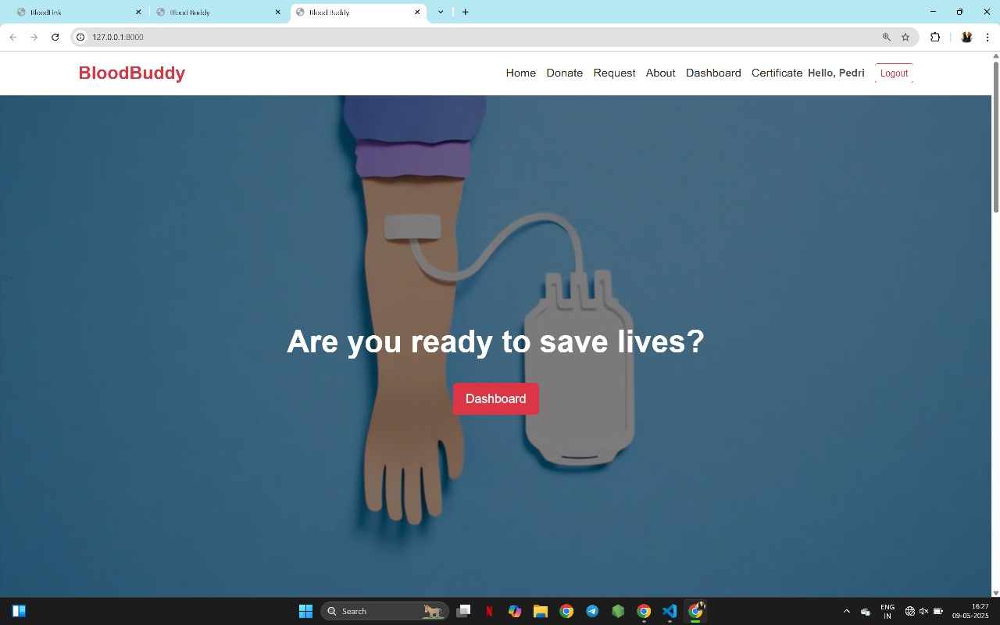 BloodLink
Blood Buddy
Blood Buddy
127.0.0.1:8000
BloodBuddy
Home Donate Request About Dashboard Certificate Hello, Pedri Logout
Are you ready to save lives?
Dashboard
Search
ENG
IN
16:27
09-05-2025